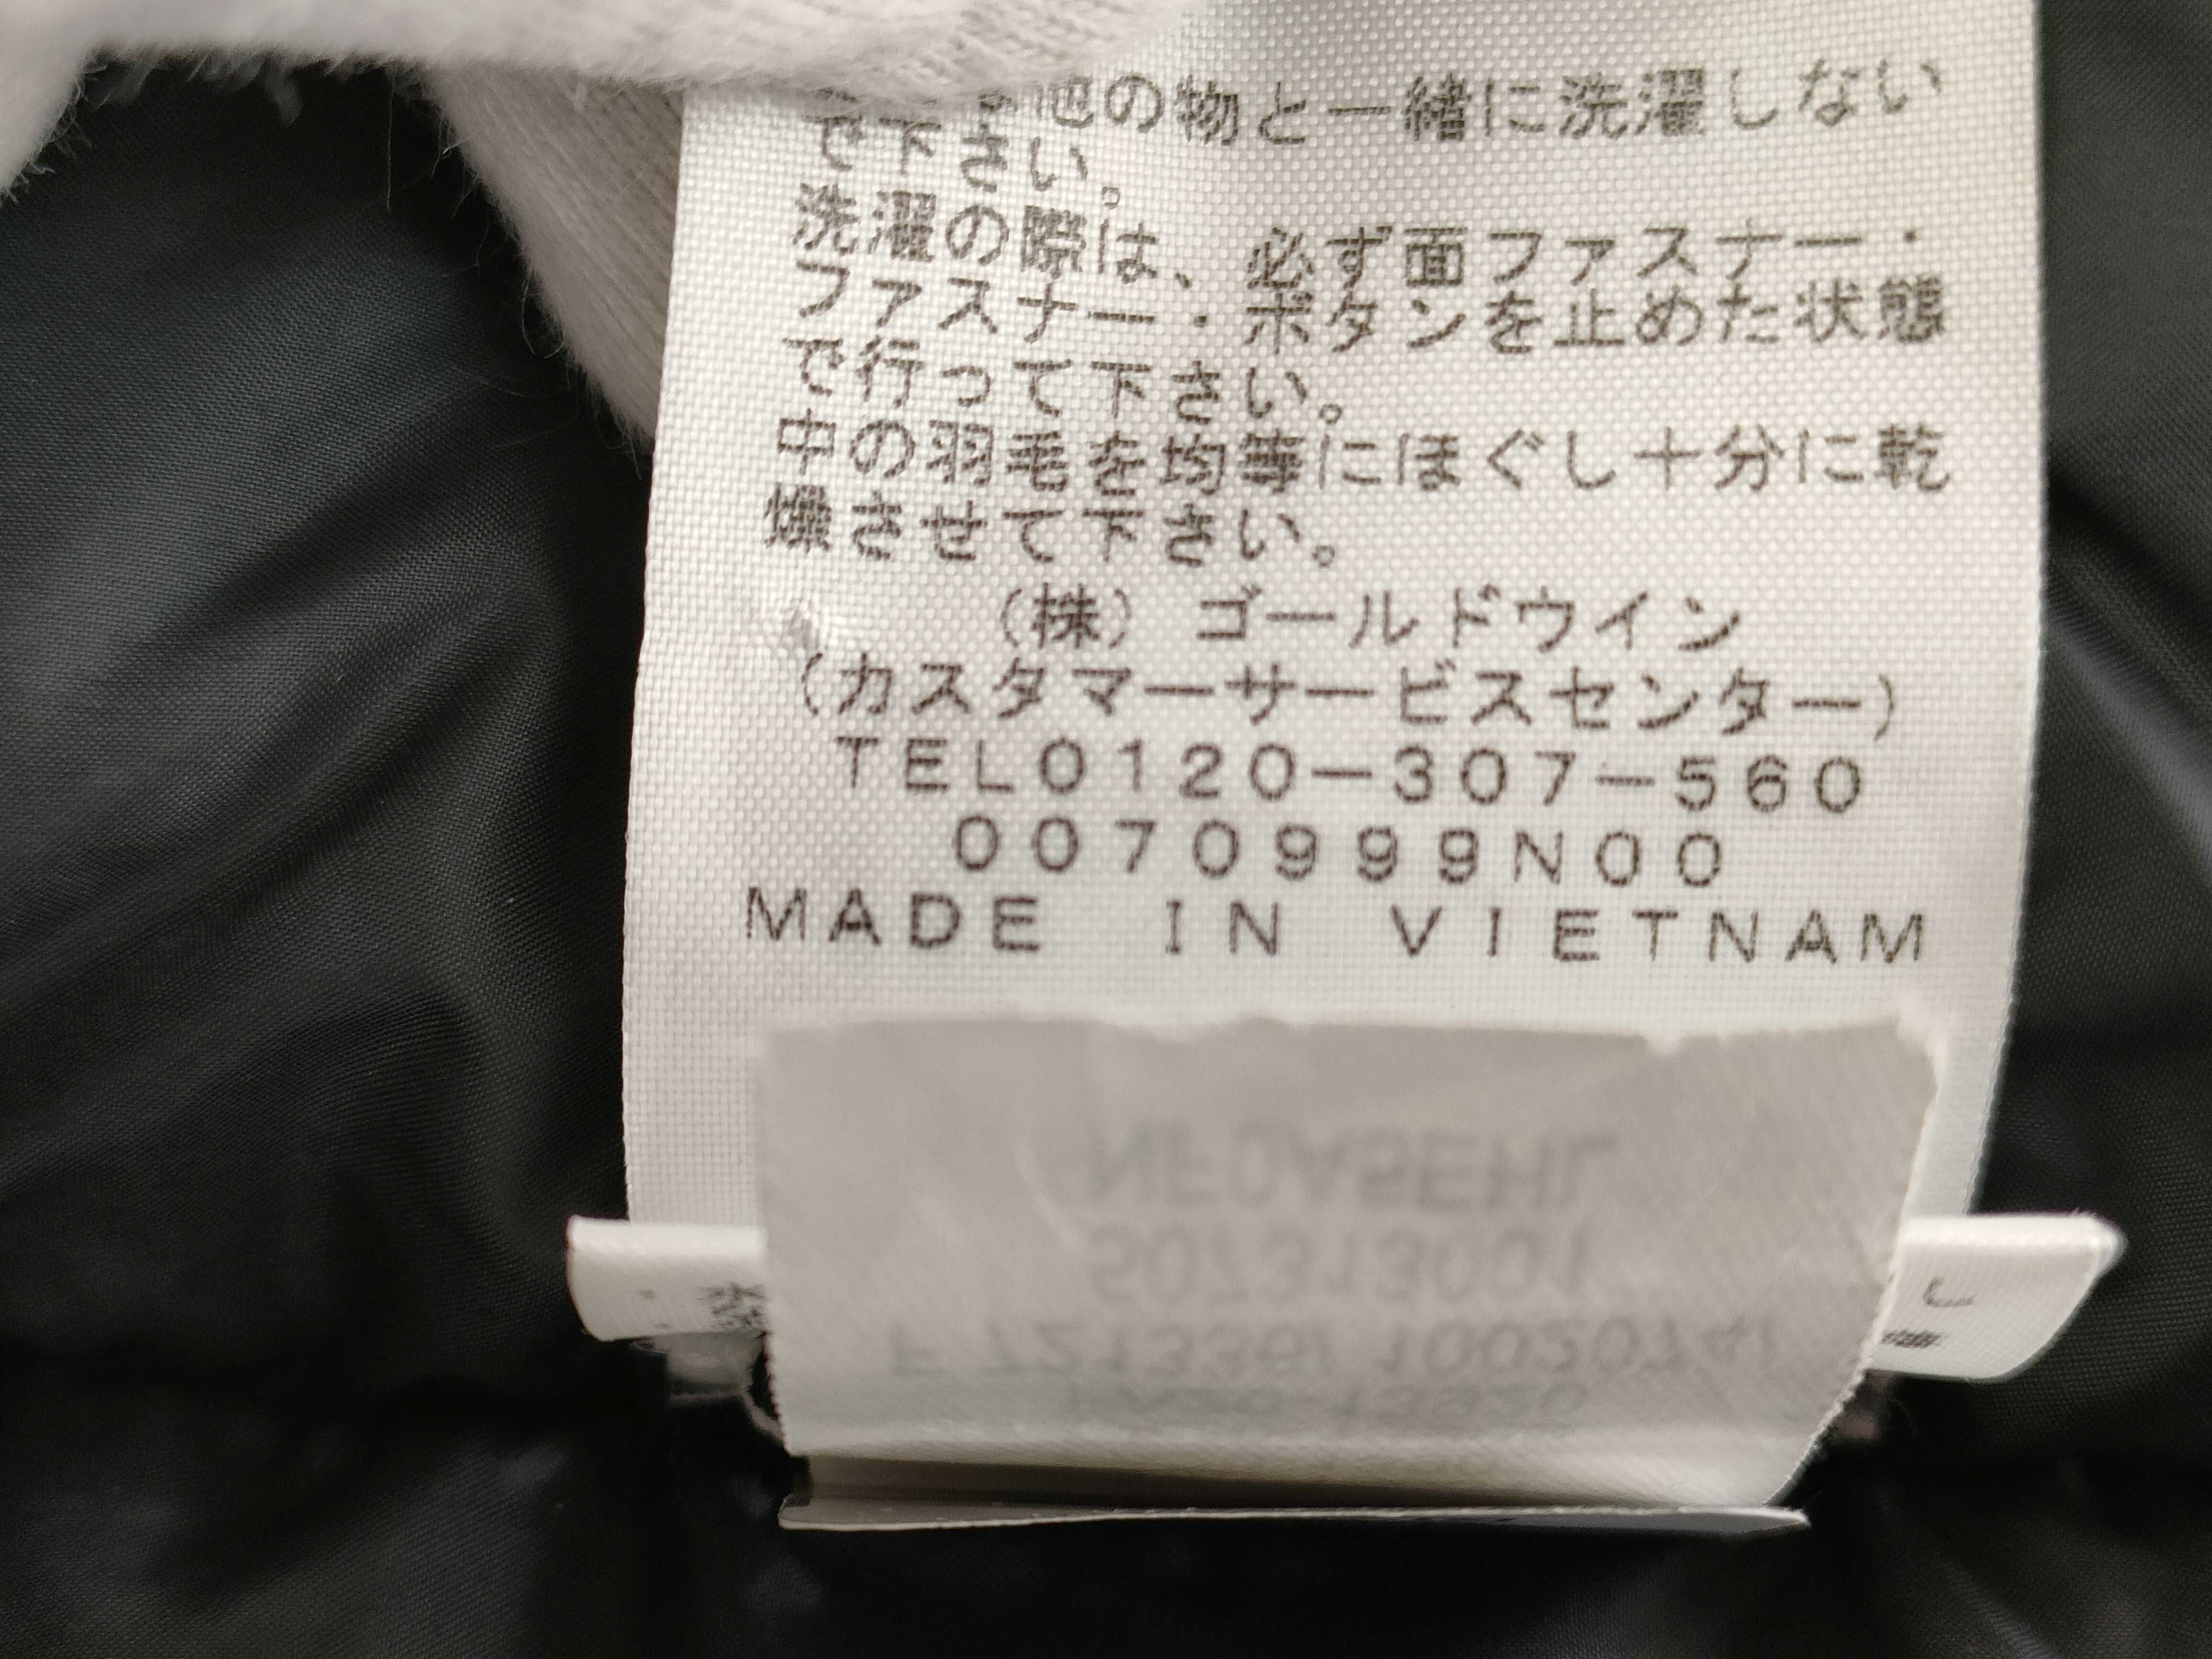 他の物と一緒に洗濯しない
で下さい。
洗濯の際は、必ず面ファスナー・
ファスナー・ボタンを止めた状態
で行って下さい。
中の羽毛を均等にほぐし十分に乾
燥させて下さい。
(株) ゴールドウイン
(カスタマーサービスセンター)
TEL0120-307-560
0070999N00
MADE IN VIETNAM
NF0A5EHL
507313001